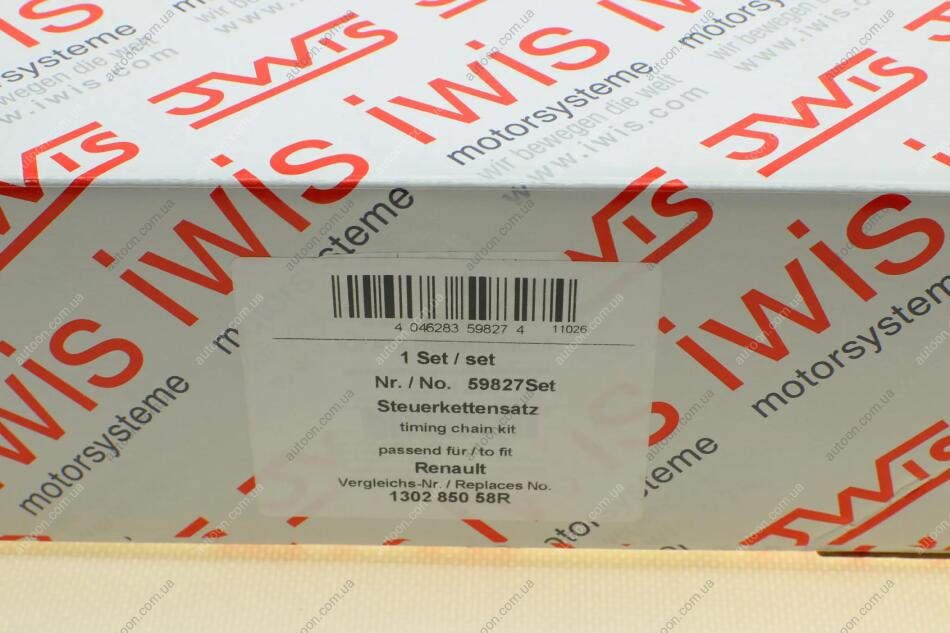 JWIS iwis motorsysteme
wir bewegen die welt
www.iwis.com
4 046283 59827 4 11026
1 Set / set
Nr. / No. 59827Set
Steuerkettensatz
timing chain kit
passend für / to fit
Renault
Vergleichs-Nr. / Replaces No.
1302 850 58R
autoon.com.ua